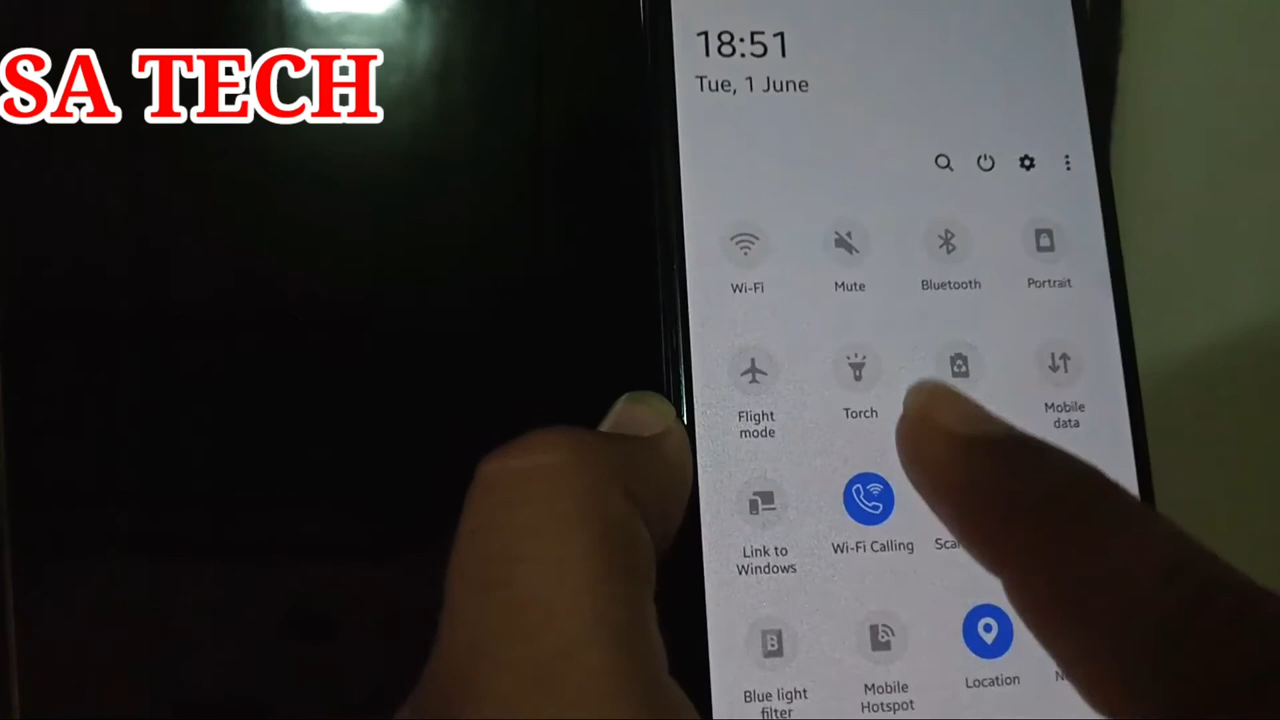 SA TECH
18:51
Tue, 1 June
Wi-Fi
Mute
Bluetooth
Portrait
Flight
mode
Torch
Mobile
data
Link to
Windows
Wi-Fi Calling
Blue light
filter
Mobile
Hotspot
Location